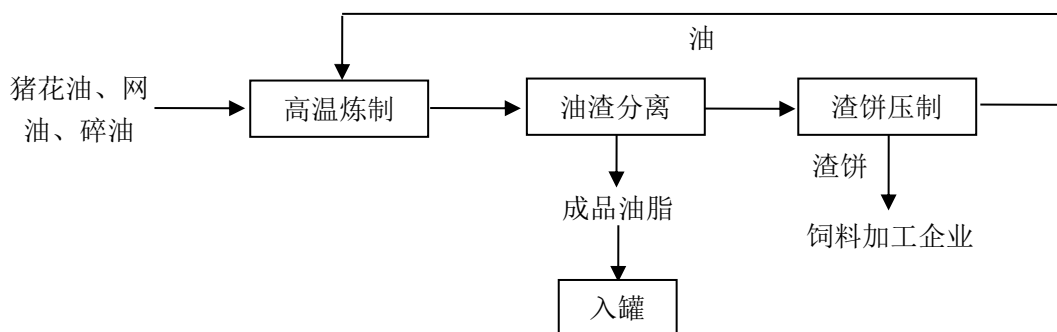 油
猪花油、网
油、碎油
高温炼制
油渣分离
渣饼压制
渣饼
成品油脂
饲料加工企业
入罐